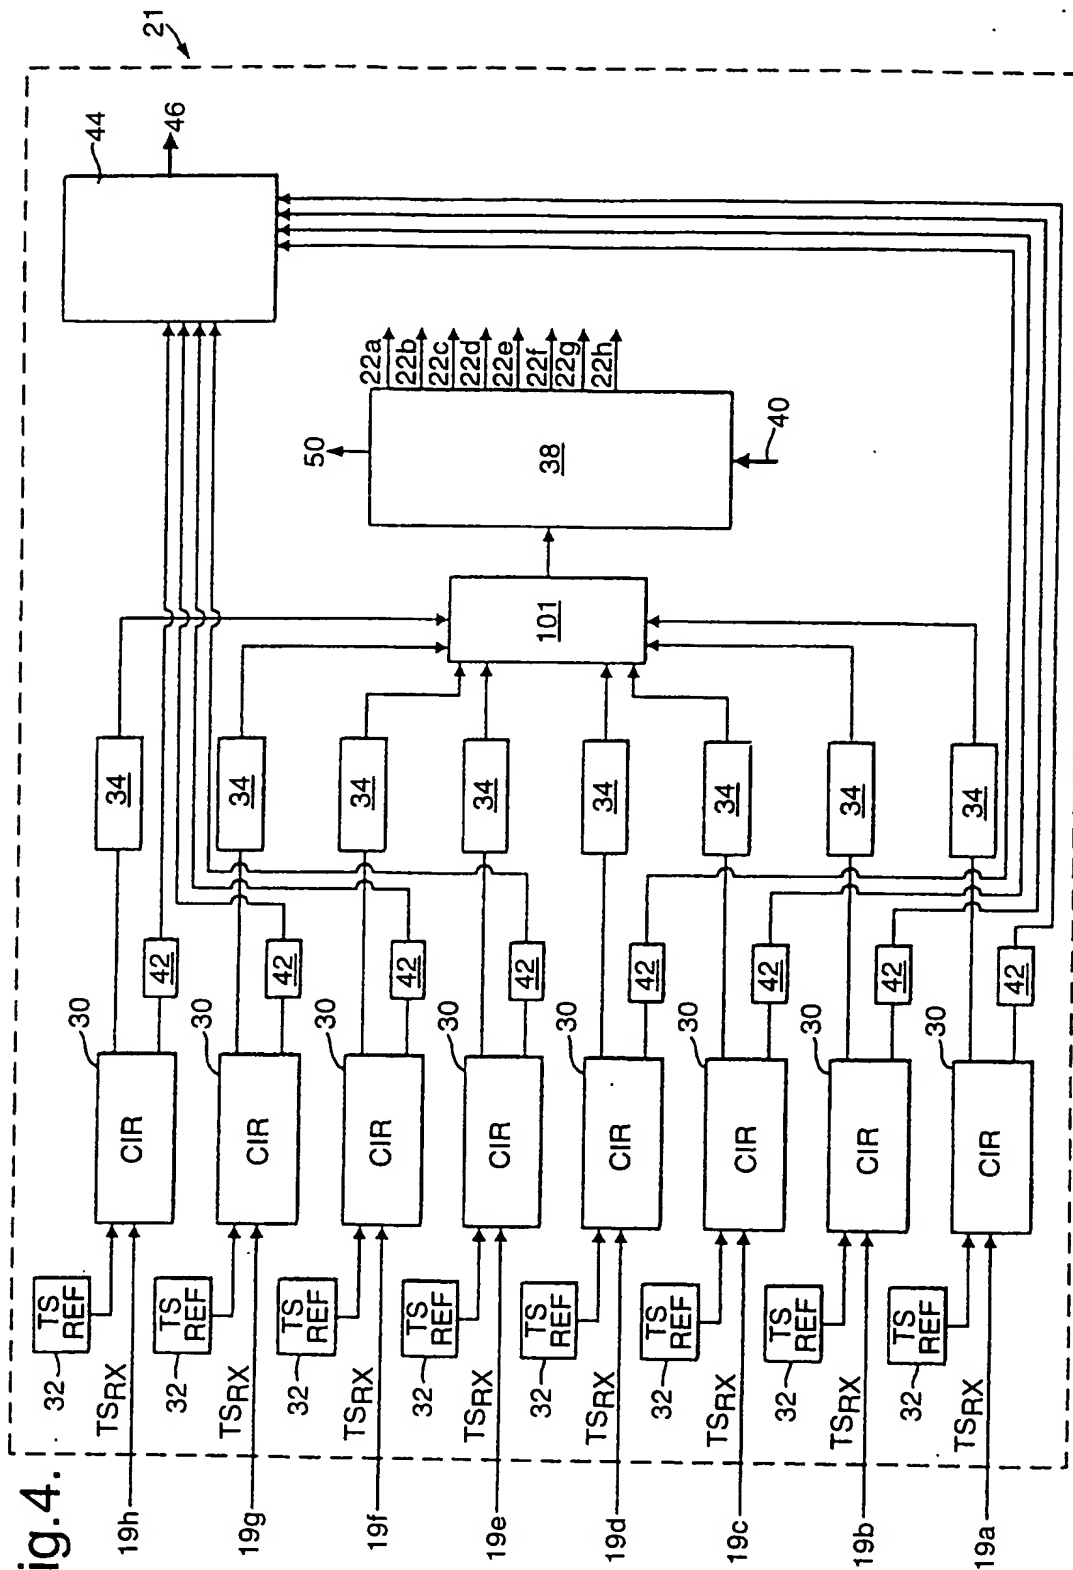 ig.4.
21
44
46
19h
TSRX
32
TS
REF
30
CIR
42
34
19g
TSRX
32
TS
REF
30
CIR
42
34
19f
TSRX
32
TS
REF
30
CIR
42
34
19e
TSRX
32
TS
REF
30
CIR
42
34
19d
TSRX
32
TS
REF
30
CIR
42
34
19c
TSRX
32
TS
REF
30
CIR
42
34
19b
TSRX
32
TS
REF
30
CIR
42
34
19a
TSRX
32
TS
REF
30
CIR
42
34
101
50
38
40
22a
22b
22c
22d
22e
22f
22g
22h